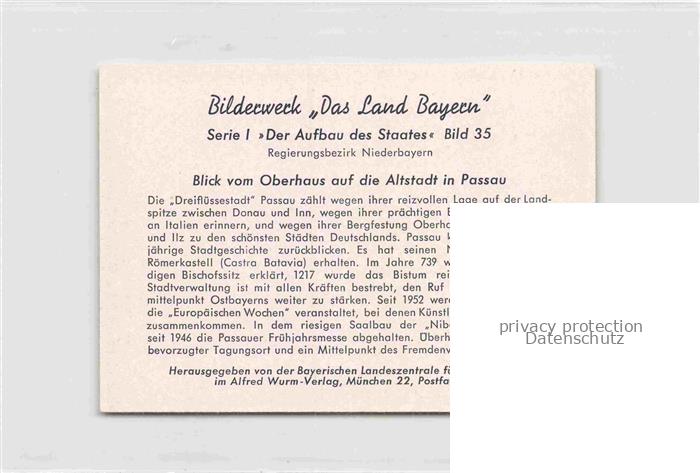 Bilderwerk „Das Land Bayern"
Serie I »Der Aufbau des Staates« Bild 35
Regierungsbezirk Niederbayern
Blick vom Oberhaus auf die Altstadt in Passau
Die „Dreiflüssestadt" Passau zählt wegen ihrer reizvollen Lage auf der Land-
spitze zwischen Donau und Inn, wegen ihrer prächtigen
an Italien erinnern, und wegen ihrer Bergfestung
und Ilz zu den schönsten Städten Deutschlands. Passau
jährige Stadtgeschichte zurückblicken. Es hat seinen
Römerkastell (Castra Batavia) erhalten. Im Jahre 739
digen Bischofssitz erklärt, 1217 wurde das Bistum
Stadtverwaltung ist mit allen Kräften bestrebt, den Ruf
mittelpunkt Ostbayerns weiter zu stärken. Seit 1952
die „Europäischen Wochen" veranstaltet, bei denen
zusammenkommen. In dem riesigen Saalbau der
seit 1946 die Passauer Frühjahrsmesse abgehalten.
bevorzugter Tagungsort und ein Mittelpunkt des
Herausgegeben von der Bayerischen Landeszentrale
im Alfred Wurm-Verlag, München 22,
privacy protection
Datenschutz